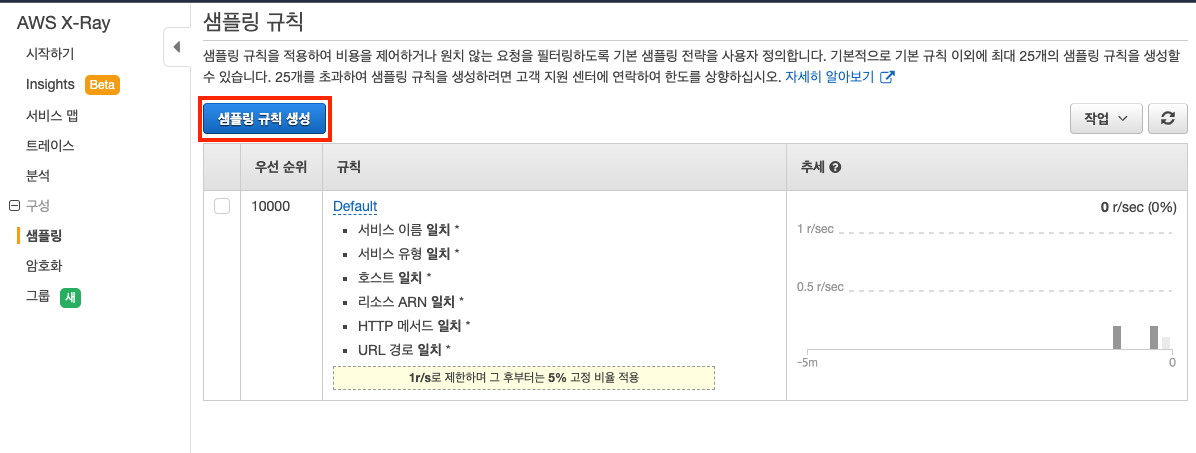 AWS X-Ray
시작하기
Insights Beta
서비스 맵
트레이스
분석
구성
샘플링
암호화
그룹 새
샘플링 규칙
샘플링 규칙을 적용하여 비용을 제어하거나 원치 않는 요청을 필터링하도록 기본 샘플링 전략을 사용자 정의합니다. 기본적으로 기본 규칙 이외에 최대 25개의 샘플링 규칙을 생성할
수 있습니다. 25개를 초과하여 샘플링 규칙을 생성하려면 고객 지원 센터에 연락하여 한도를 상향하십시오. 자세히 알아보기
샘플링 규칙 생성
작업
우선 순위 규칙 추세
10000 Default
서비스 이름 일치 *
서비스 유형 일치 *
호스트 일치 *
리소스 ARN 일치 *
HTTP 메서드 일치 *
URL 경로 일치 *
1r/s로 제한하며 그 후부터는 5% 고정 비율 적용
0 r/sec (0%)
1 r/sec
0.5 r/sec
-5m 0